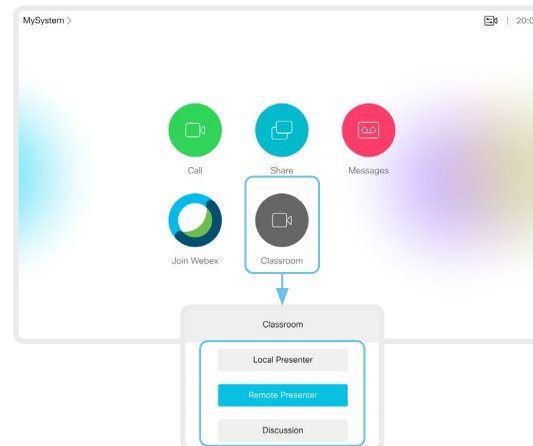 MySystem >
20:0
Call
Share
Messages
Join Webex
Classroom
Classroom
Local Presenter
Remote Presenter
Discussion